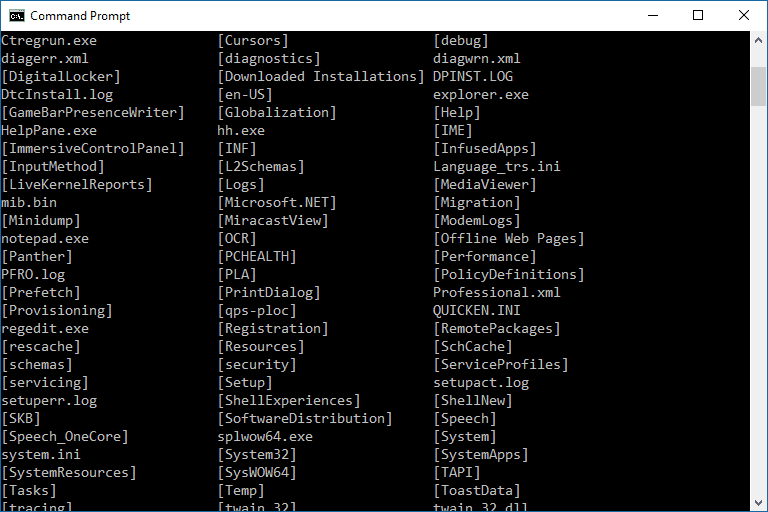 Command Prompt
Ctregrun.exe [Cursors] [debug]
diagerr.xml [diagnostics] diagwrn.xml
[DigitalLocker] [Downloaded Installations] DPINST.LOG
DtcInstall.log [en-US] explorer.exe
[GameBarPresenceWriter] [Globalization] [Help]
HelpPane.exe hh.exe [IME]
[ImmersiveControlPanel] [INF] [InfusedApps]
[InputMethod] [L2Schemas] Language_trs.ini
[LiveKernelReports] [Logs] [MediaViewer]
mib.bin [Microsoft.NET] [Migration]
[Minidump] [MiracastView] [ModemLogs]
notepad.exe [OCR] [Offline Web Pages]
[Panther] [PCHEALTH] [Performance]
PFRO.log [PLA] [PolicyDefinitions]
[Prefetch] [PrintDialog] Professional.xml
[Provisioning] [qps-ploc] QUICKEN.INI
regedit.exe [Registration] [RemotePackages]
[rescache] [Resources] [SchCache]
[schemas] [security] [ServiceProfiles]
[servicing] [Setup] setupact.log
setuperr.log [ShellExperiences] [ShellNew]
[SKB] [SoftwareDistribution] [Speech]
[Speech_OneCore] splwow64.exe [System]
system.ini [System32] [SystemApps]
[SystemResources] [SysWOW64] [TAPI]
[Tasks] [Temp] [ToastData]
[tracing] [twain_32] twain_32.dll